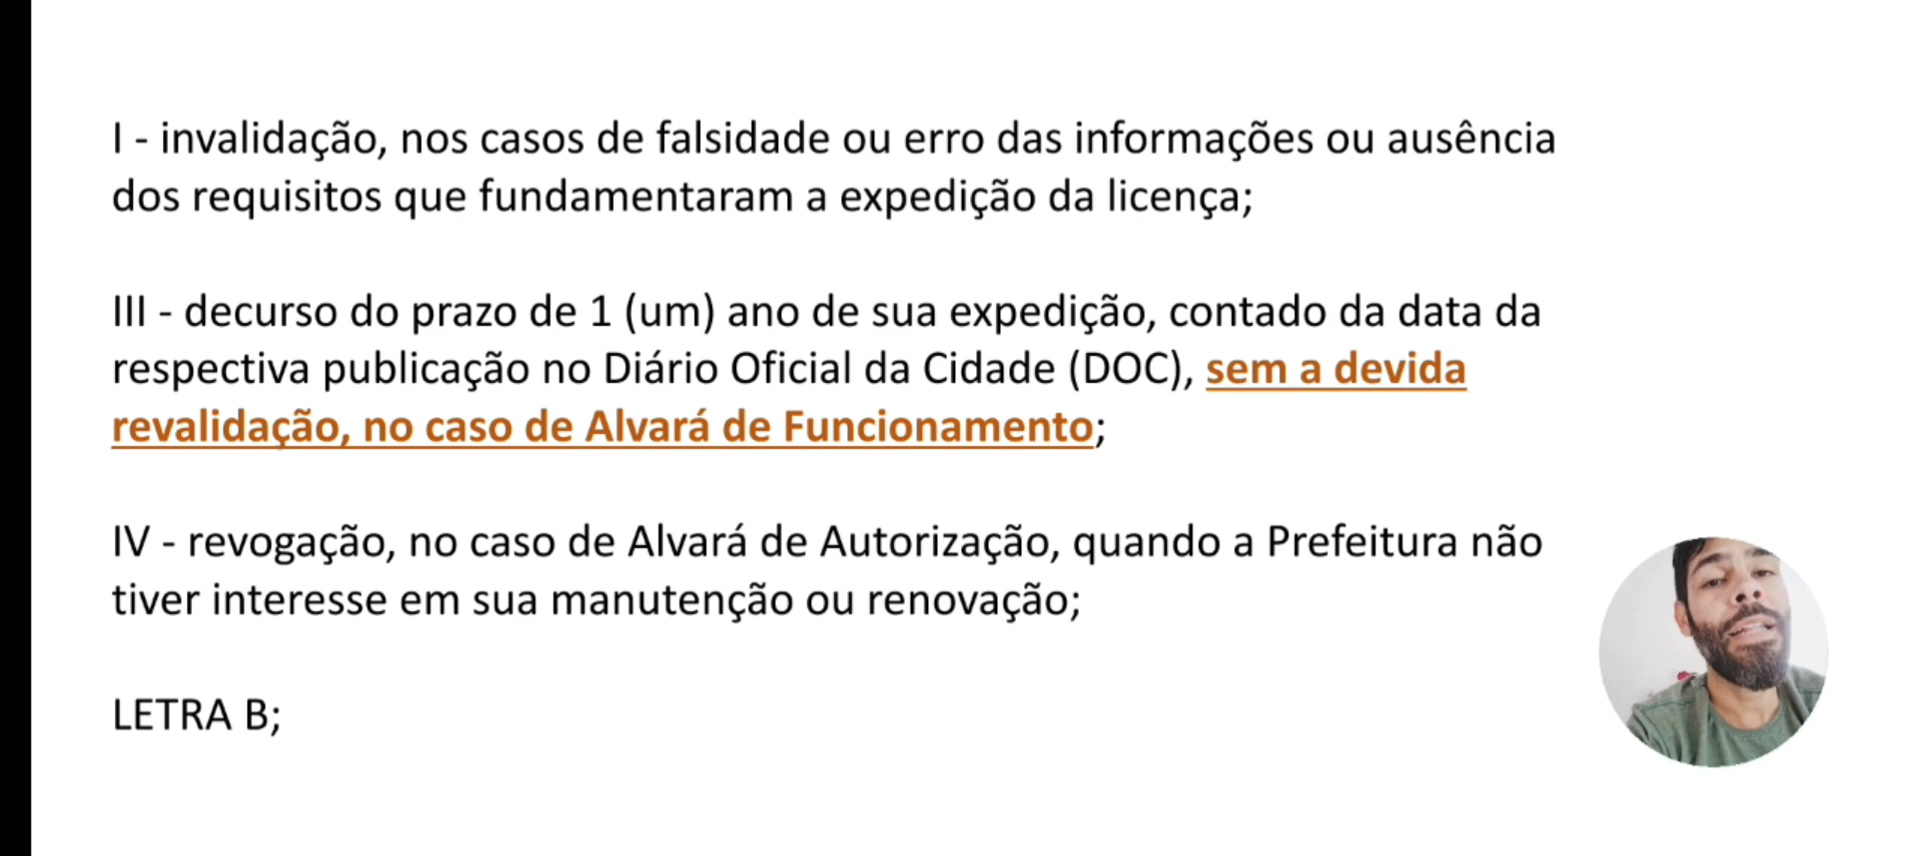 I - invalidação, nos casos de falsidade ou erro das informações ou ausência
dos requisitos que fundamentaram a expedição da licença;
III - decurso do prazo de 1 (um) ano de sua expedição, contado da data da
respectiva publicação no Diário Oficial da Cidade (DOC), sem a devida
revalidação, no caso de Alvará de Funcionamento;
IV - revogação, no caso de Alvará de Autorização, quando a Prefeitura não
tiver interesse em sua manutenção ou renovação;
LETRA B;